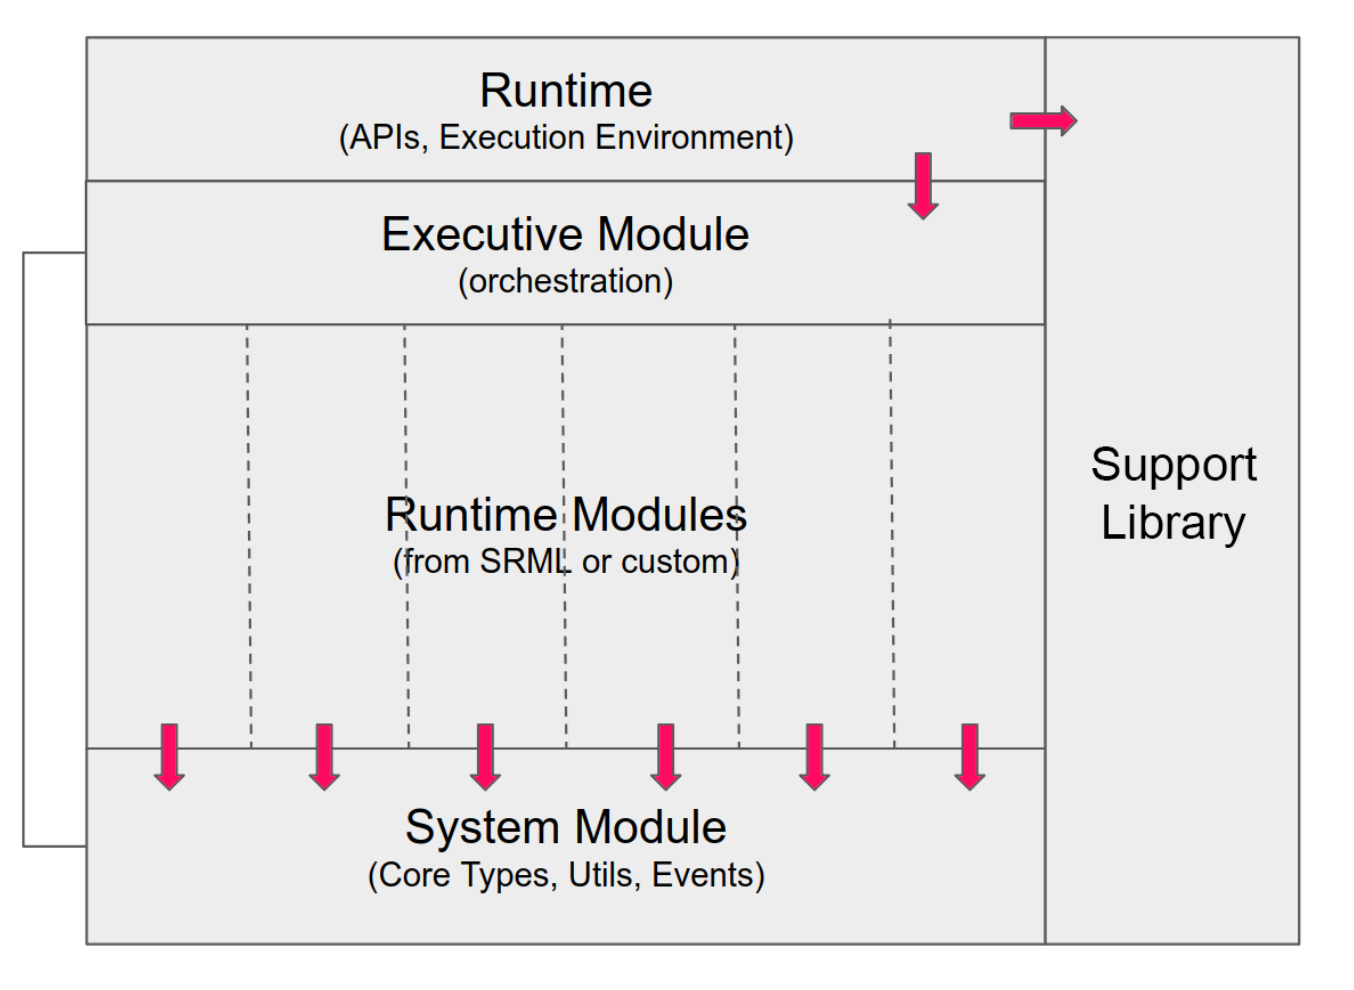 Runtime
(APIs, Execution Environment)
Executive Module
(orchestration)
Runtime Modules
(from SRML or custom)
Support
Library
System Module
(Core Types, Utils, Events)